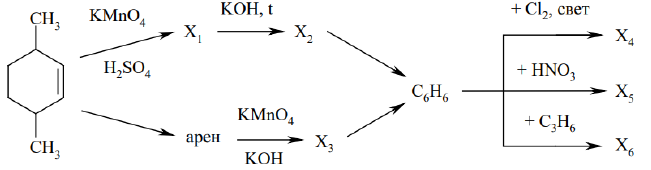 CH₃
KMnO₄
H₂SO₄
X₁
KOH, t
X₂
C₆H₆
+ Cl₂, свет
X₄
+ HNO₃
X₅
+ C₃H₆
X₆
CH₃
арен
KMnO₄
KOH
X₃